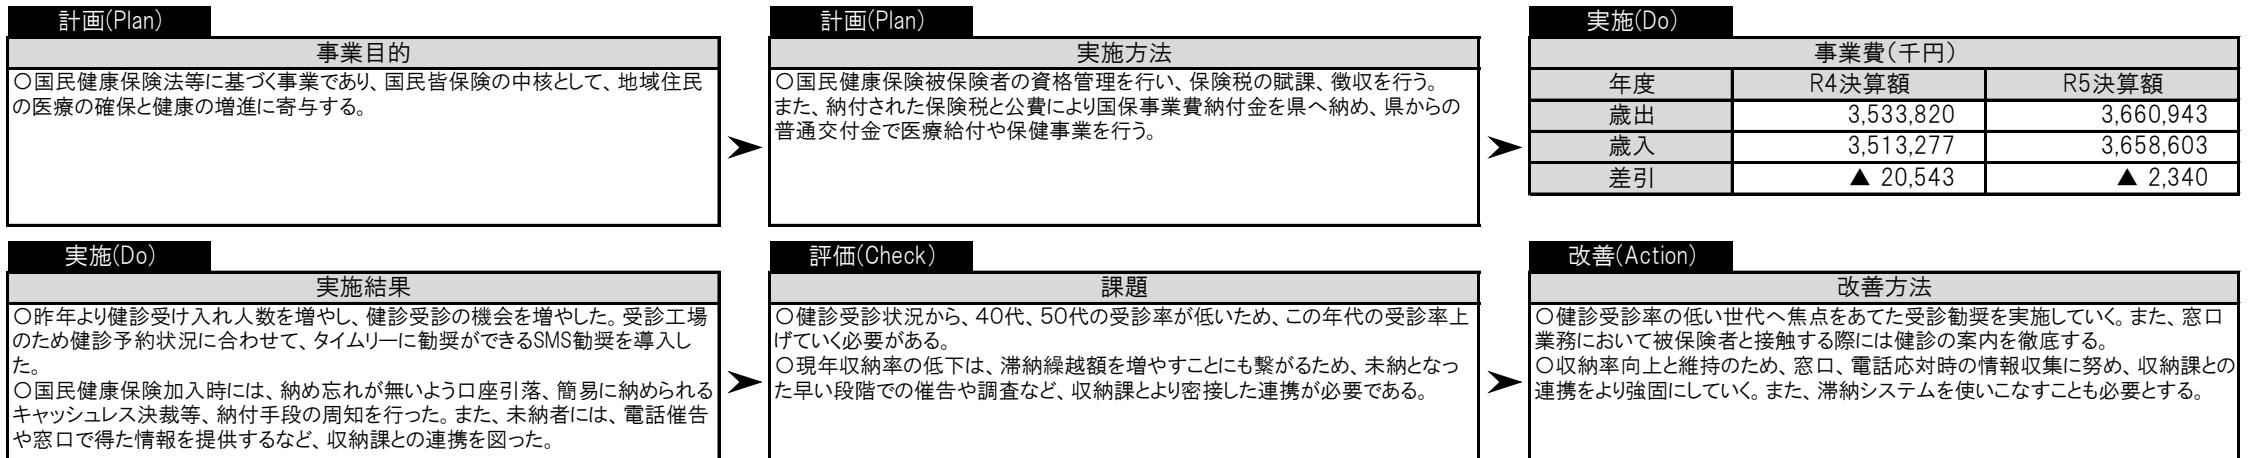 計画(Plan)
事業目的
○国民健康保険法等に基づく事業であり、国民皆保険の中核として、地域住民
の医療の確保と健康の増進に寄与する。
計画(Plan)
実施方法
○国民健康保険被保険者の資格管理を行い、保険税の賦課、徴収を行う。
また、納付された保険税と公費により国保事業費納付金を県へ納め、県からの
普通交付金で医療給付や保健事業を行う。
実施(Do)
事業費(千円)
年度 R4決算額 R5決算額
歳出 3,533,820 3,660,943
歳入 3,513,277 3,658,603
差引 ▲ 20,543 ▲ 2,340
実施(Do)
実施結果
○昨年より健診受け入れ人数を増やし、健診受診の機会を増やした。受診工場
のため健診予約状況に合わせて、タイムリーに勧奨ができるSMS勧奨を導入し
た。
○国民健康保険加入時には、納め忘れが無いよう口座引落、簡易に納められる
キャッシュレス決裁等、納付手段の周知を行った。また、未納者には、電話催告
や窓口で得た情報を提供するなど、収納課との連携を図った。
評価(Check)
課題
○健診受診状況から、40代、50代の受診率が低いため、この年代の受診率上
げていく必要がある。
○現年収納率の低下は、滞納繰越額を増やすことにも繋がるため、未納となっ
た早い段階での催告や調査など、収納課とより密接した連携が必要である。
改善(Action)
改善方法
○健診受診率の低い世代へ焦点をあてた受診勧奨を実施していく。また、窓口
業務において被保険者と接触する際には健診の案内を徹底する。
○収納率向上と維持のため、窓口、電話応対時の情報収集に努め、収納課との
連携をより強固にしていく。また、滞納システムを使いこなすことも必要とする。